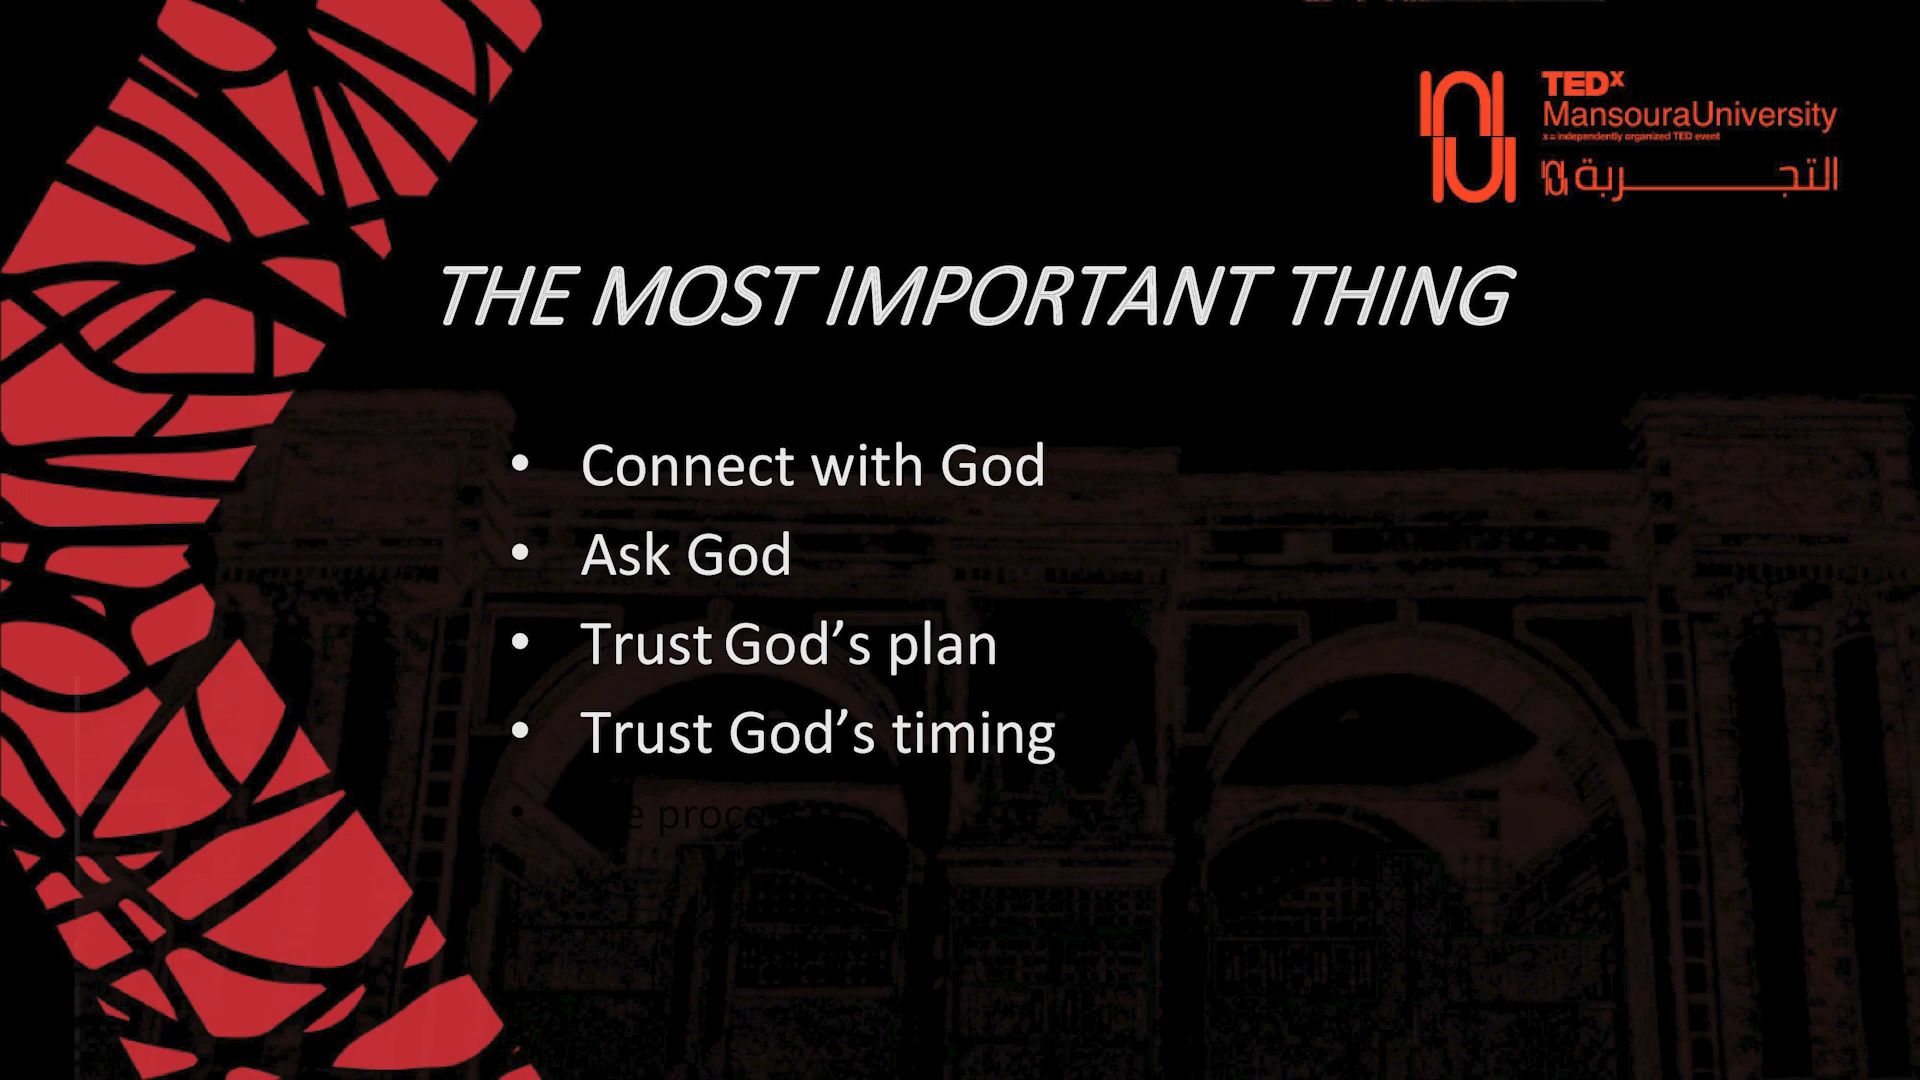 TEDx
MansouraUniversity
x = independently organized TED event
التجربة
THE MOST IMPORTANT THING
• Connect with God
• Ask God
• Trust God’s plan
• Trust God’s timing